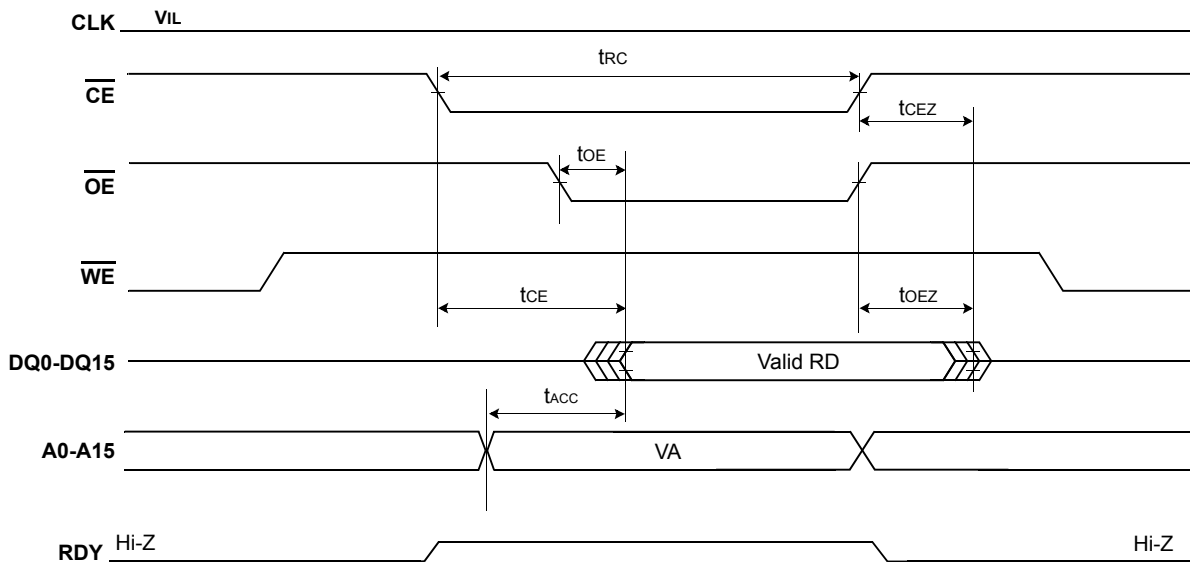 CLK VIL
tRC
CE
tCEZ
tOE
OE
WE
tCE tOEZ
DQ0-DQ15 Valid RD
tACC
A0-A15 VA
RDY Hi-Z Hi-Z